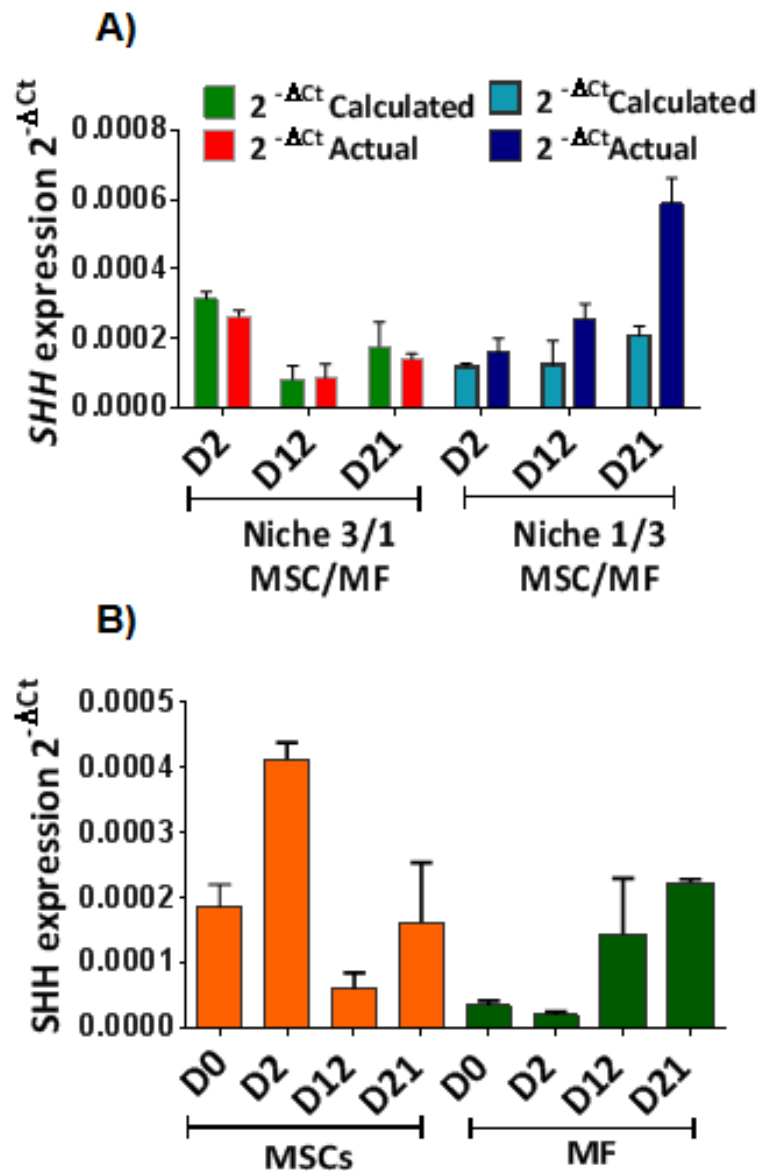 A)
2 -ΔCt Calculated 2 -ΔCt Calculated
2 -ΔCt Actual 2 -ΔCt Actual
SHH expression 2-ΔCt
0.0008
0.0006
0.0004
0.0002
0.0000
D2 D12 D21 D2 D12 D21
Niche 3/1 Niche 1/3
MSC/MF MSC/MF
B)
SHH expression 2-ΔCt
0.0005
0.0004
0.0003
0.0002
0.0001
0.0000
D0 D2 D12 D21 D0 D2 D12 D21
MSCs MF